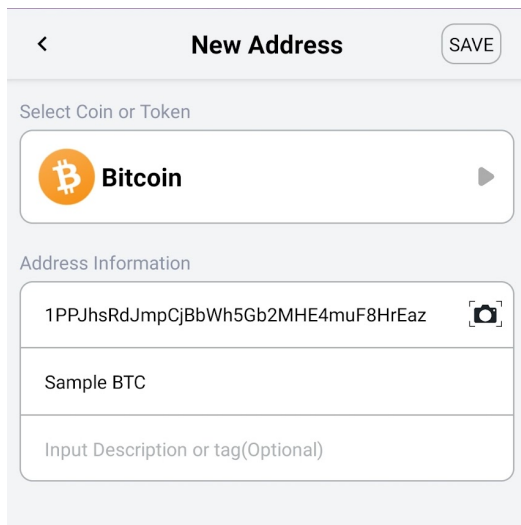 New Address
SAVE
Select Coin or Token
Bitcoin
Address Information
1PPJhsRdJmpCjBbWh5Gb2MHE4muF8HrEaz
Sample BTC
Input Description or tag(Optional)